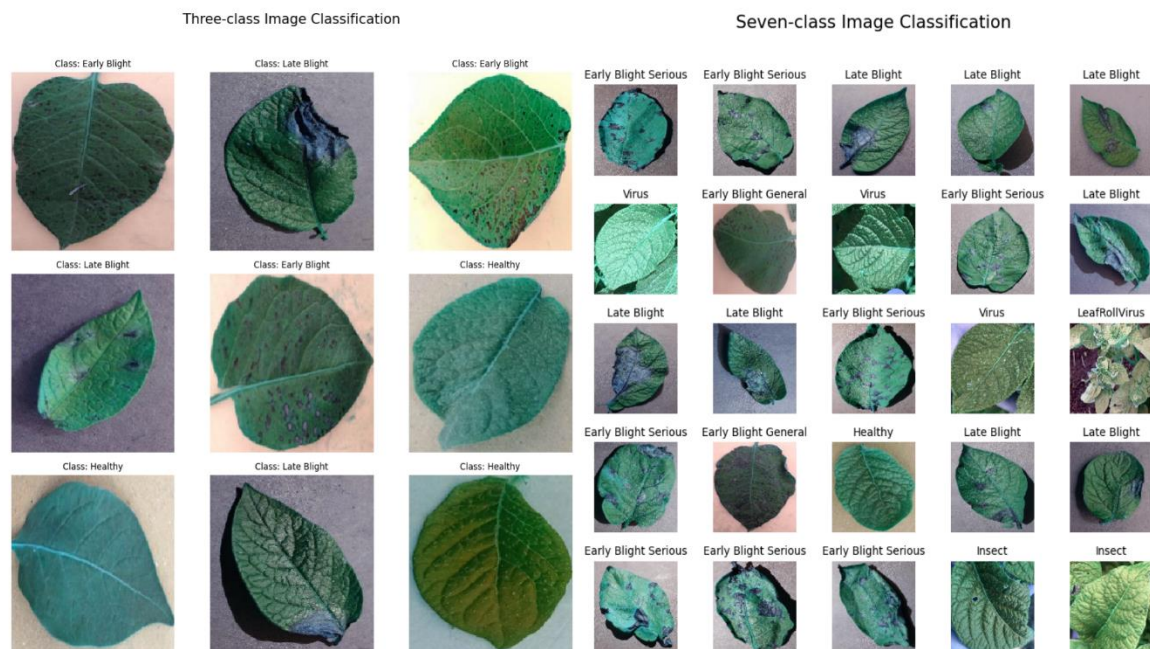 Three-class Image Classification
Class: Early Blight
Class: Late Blight
Class: Early Blight
Class: Late Blight
Class: Early Blight
Class: Healthy
Class: Healthy
Class: Late Blight
Class: Healthy
Seven-class Image Classification
Early Blight Serious
Early Blight Serious
Late Blight
Late Blight
Late Blight
Virus
Early Blight General
Virus
Early Blight Serious
Late Blight
Late Blight
Late Blight
Early Blight Serious
Virus
LeafRollVirus
Early Blight Serious
Early Blight General
Healthy
Late Blight
Late Blight
Early Blight Serious
Early Blight Serious
Early Blight Serious
Insect
Insect